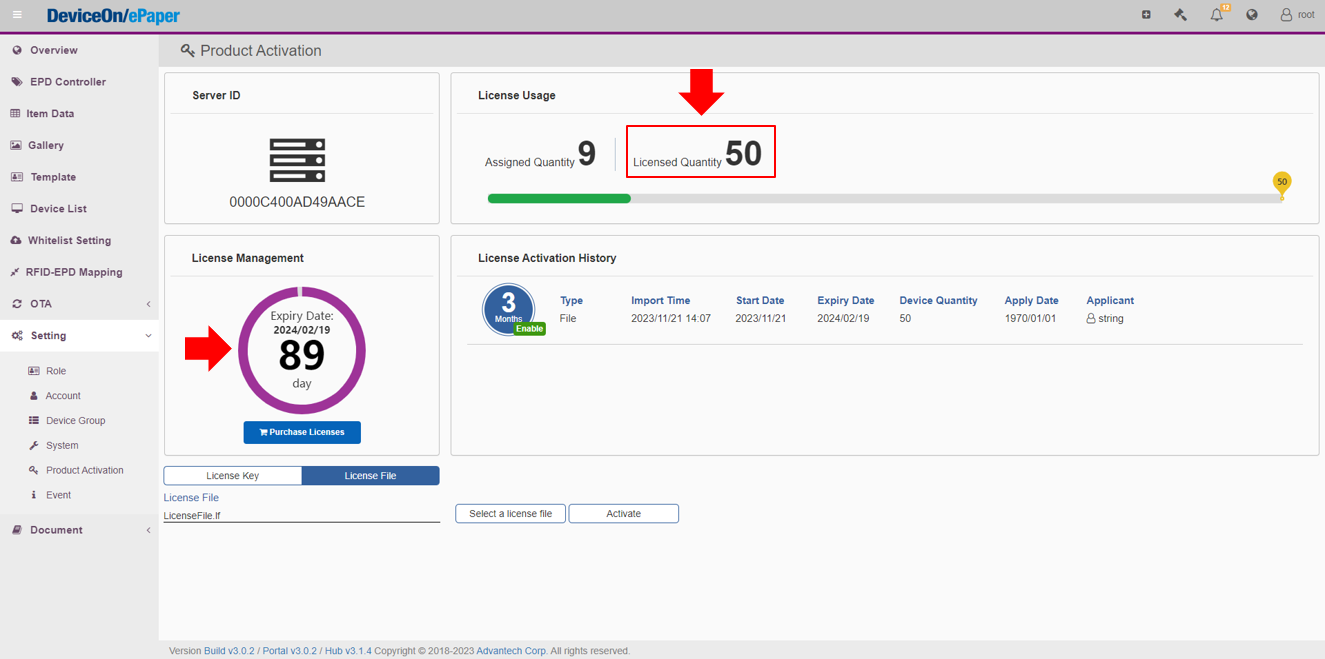 DeviceOn/ePaper
12
root
Overview
EPD Controller
Item Data
Gallery
Template
Device List
Whitelist Setting
RFID-EPD Mapping
OTA
Setting
Role
Account
Device Group
System
Product Activation
Event
Document
Product Activation
Server ID
0000C400AD49AACE
License Usage
Assigned Quantity 9
Licensed Quantity 50
50
License Management
Expiry Date:
2024/02/19
89
day
Purchase Licenses
License Activation History
3
Months
Enable
Type Import Time Start Date Expiry Date Device Quantity Apply Date Applicant
File 2023/11/21 14:07 2023/11/21 2024/02/19 50 1970/01/01 string
License Key License File
License File
LicenseFile.lf
Select a license file Activate
Version Build v3.0.2 / Portal v3.0.2 / Hub v3.1.4 Copyright © 2018-2023 Advantech Corp. All rights reserved.